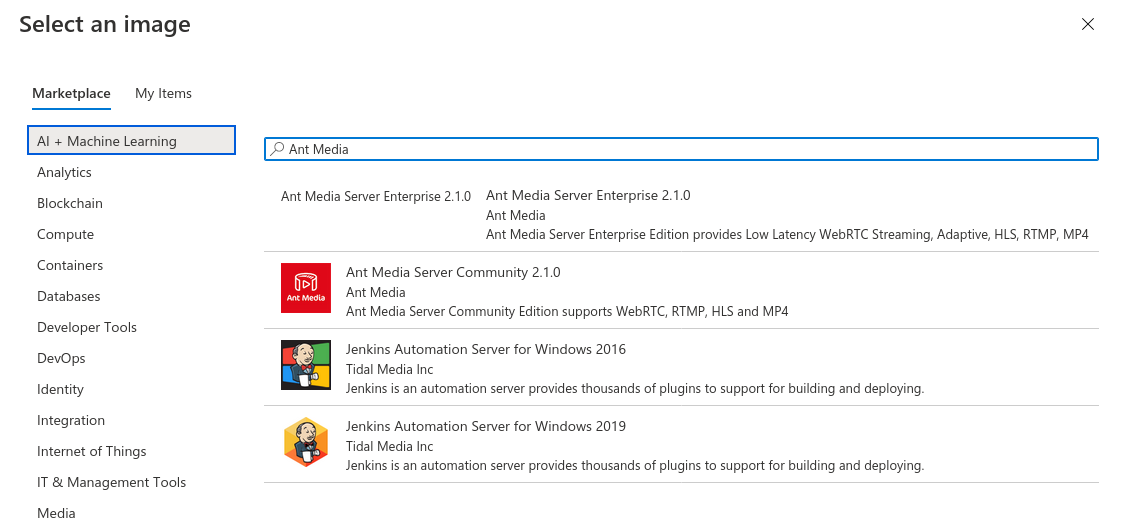 Select an image
Marketplace
My Items
AI + Machine Learning
Analytics
Blockchain
Compute
Containers
Databases
Developer Tools
DevOps
Identity
Integration
Internet of Things
IT & Management Tools
Media
Ant Media
Ant Media Server Enterprise 2.1.0
Ant Media Server Enterprise 2.1.0
Ant Media
Ant Media Server Enterprise Edition provides Low Latency WebRTC Streaming, Adaptive, HLS, RTMP, MP4
Ant Media
Ant Media Server Community 2.1.0
Ant Media
Ant Media Server Community Edition supports WebRTC, RTMP, HLS and MP4
Jenkins Automation Server for Windows 2016
Tidal Media Inc
Jenkins is an automation server provides thousands of plugins to support for building and deploying.
Jenkins Automation Server for Windows 2019
Tidal Media Inc
Jenkins is an automation server provides thousands of plugins to support for building and deploying.